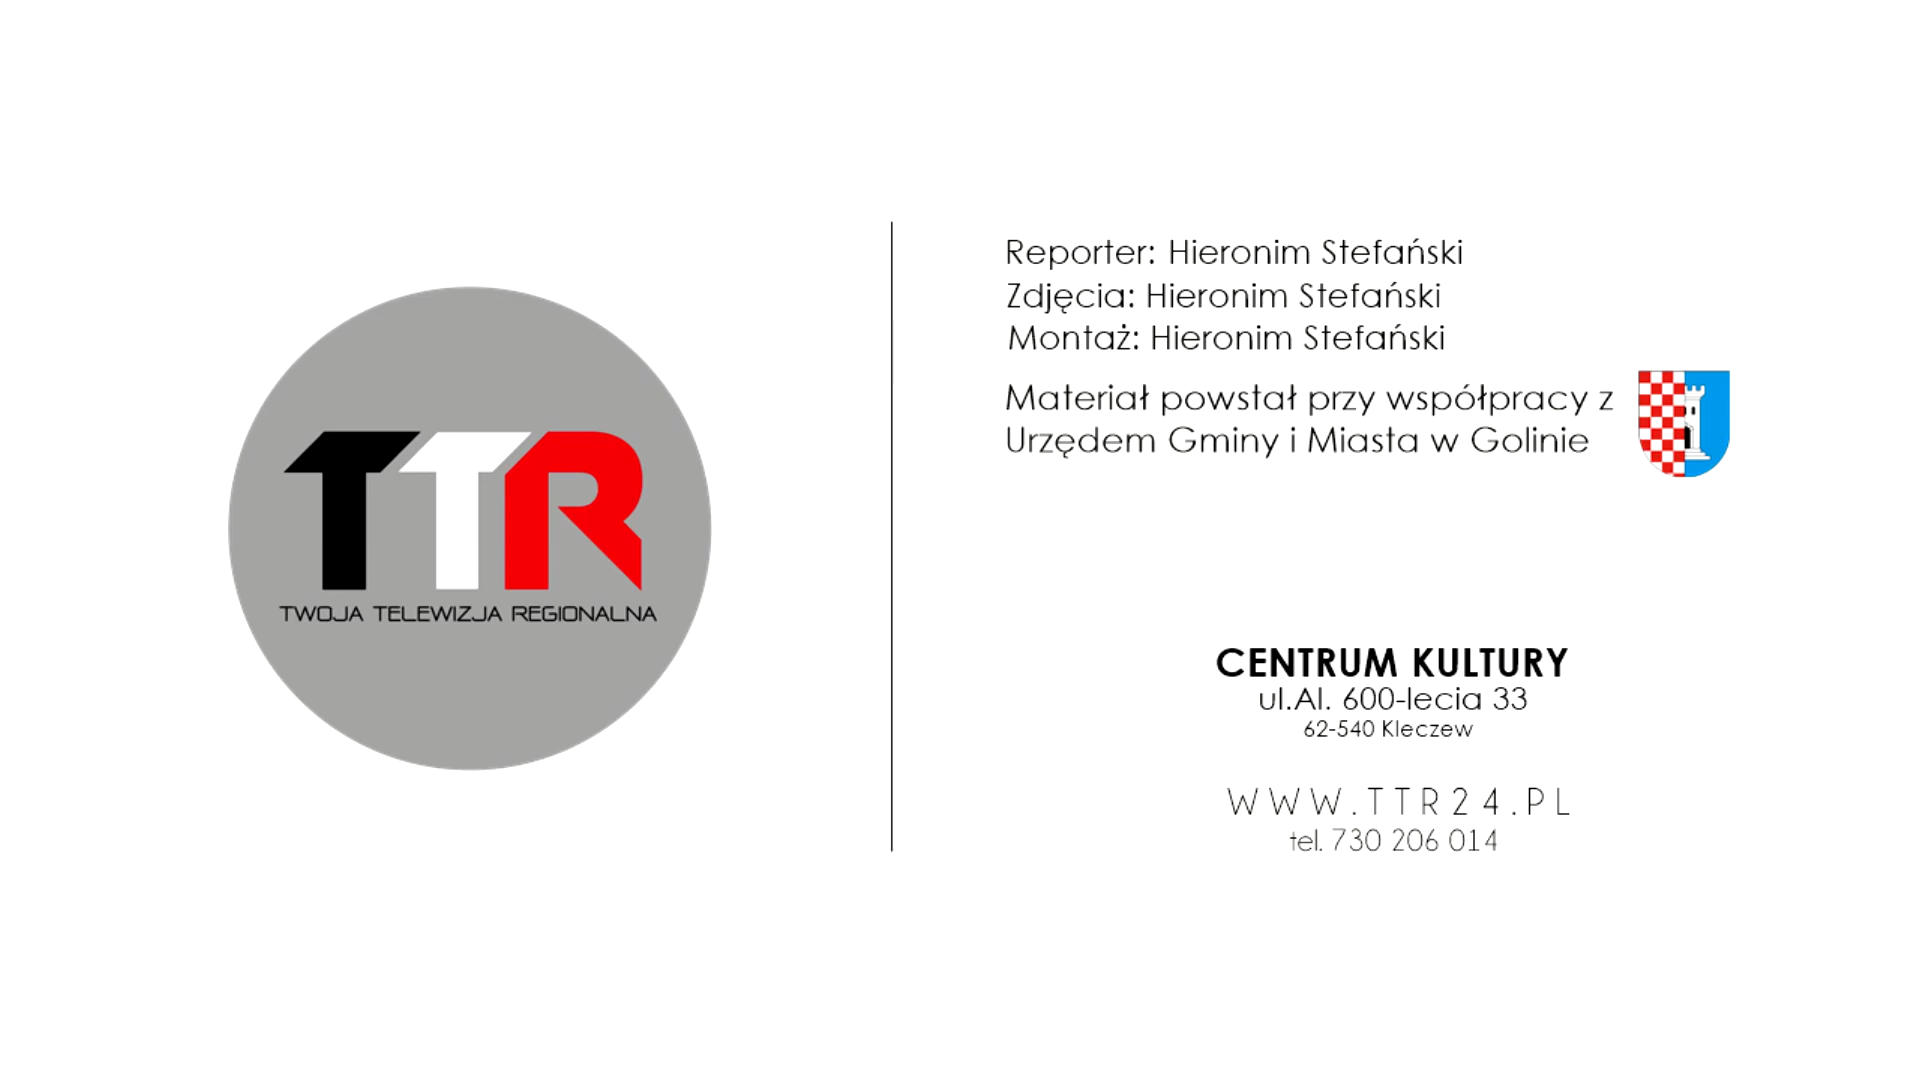 TTR
TWOJA TELEWIZJA REGIONALNA
Reporter: Hieronim Stefański
Zdjęcia: Hieronim Stefański
Montaż: Hieronim Stefański
Materiał powstał przy współpracy z
Urzędem Gminy i Miasta w Golinie
CENTRUM KULTURY
ul.Al. 600-lecia 33
62-540 Kleczew
WWW.TTR24.PL
tel. 730 206 014